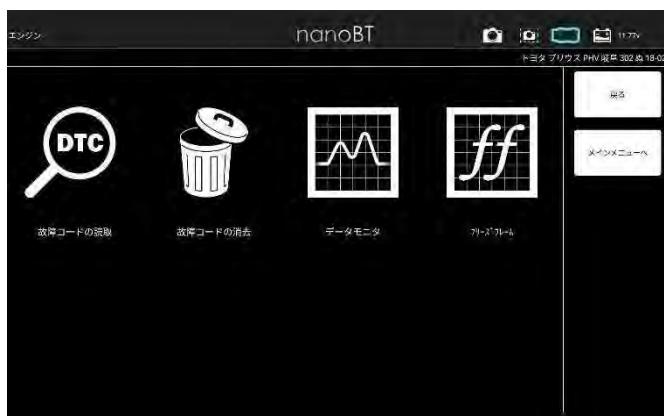 エンジン
nanoBT
11.77v
トヨタ プリウス PHV 岐阜 302 ぬ 18-02
戻る
メインメニューへ
DTC
ff
故障コードの読取
故障コードの消去
データモニタ
ﾌﾘｰｽﾞﾌﾚｰﾑ